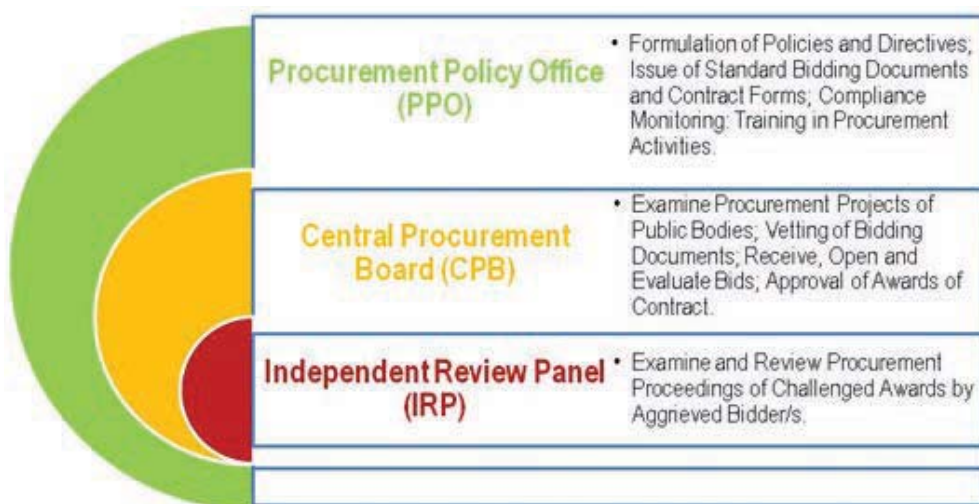 Procurement Policy Office
(PPO)
• Formulation of Policies and Directives;
Issue of Standard Bidding Documents
and Contract Forms; Compliance
Monitoring: Training in Procurement
Activities.
Central Procurement
Board (CPB)
• Examine Procurement Projects of
Public Bodies; Vetting of Bidding
Documents; Receive, Open and
Evaluate Bids; Approval of Awards of
Contract.
Independent Review Panel
(IRP)
• Examine and Review Procurement
Proceedings of Challenged Awards by
Aggrieved Bidder/s.